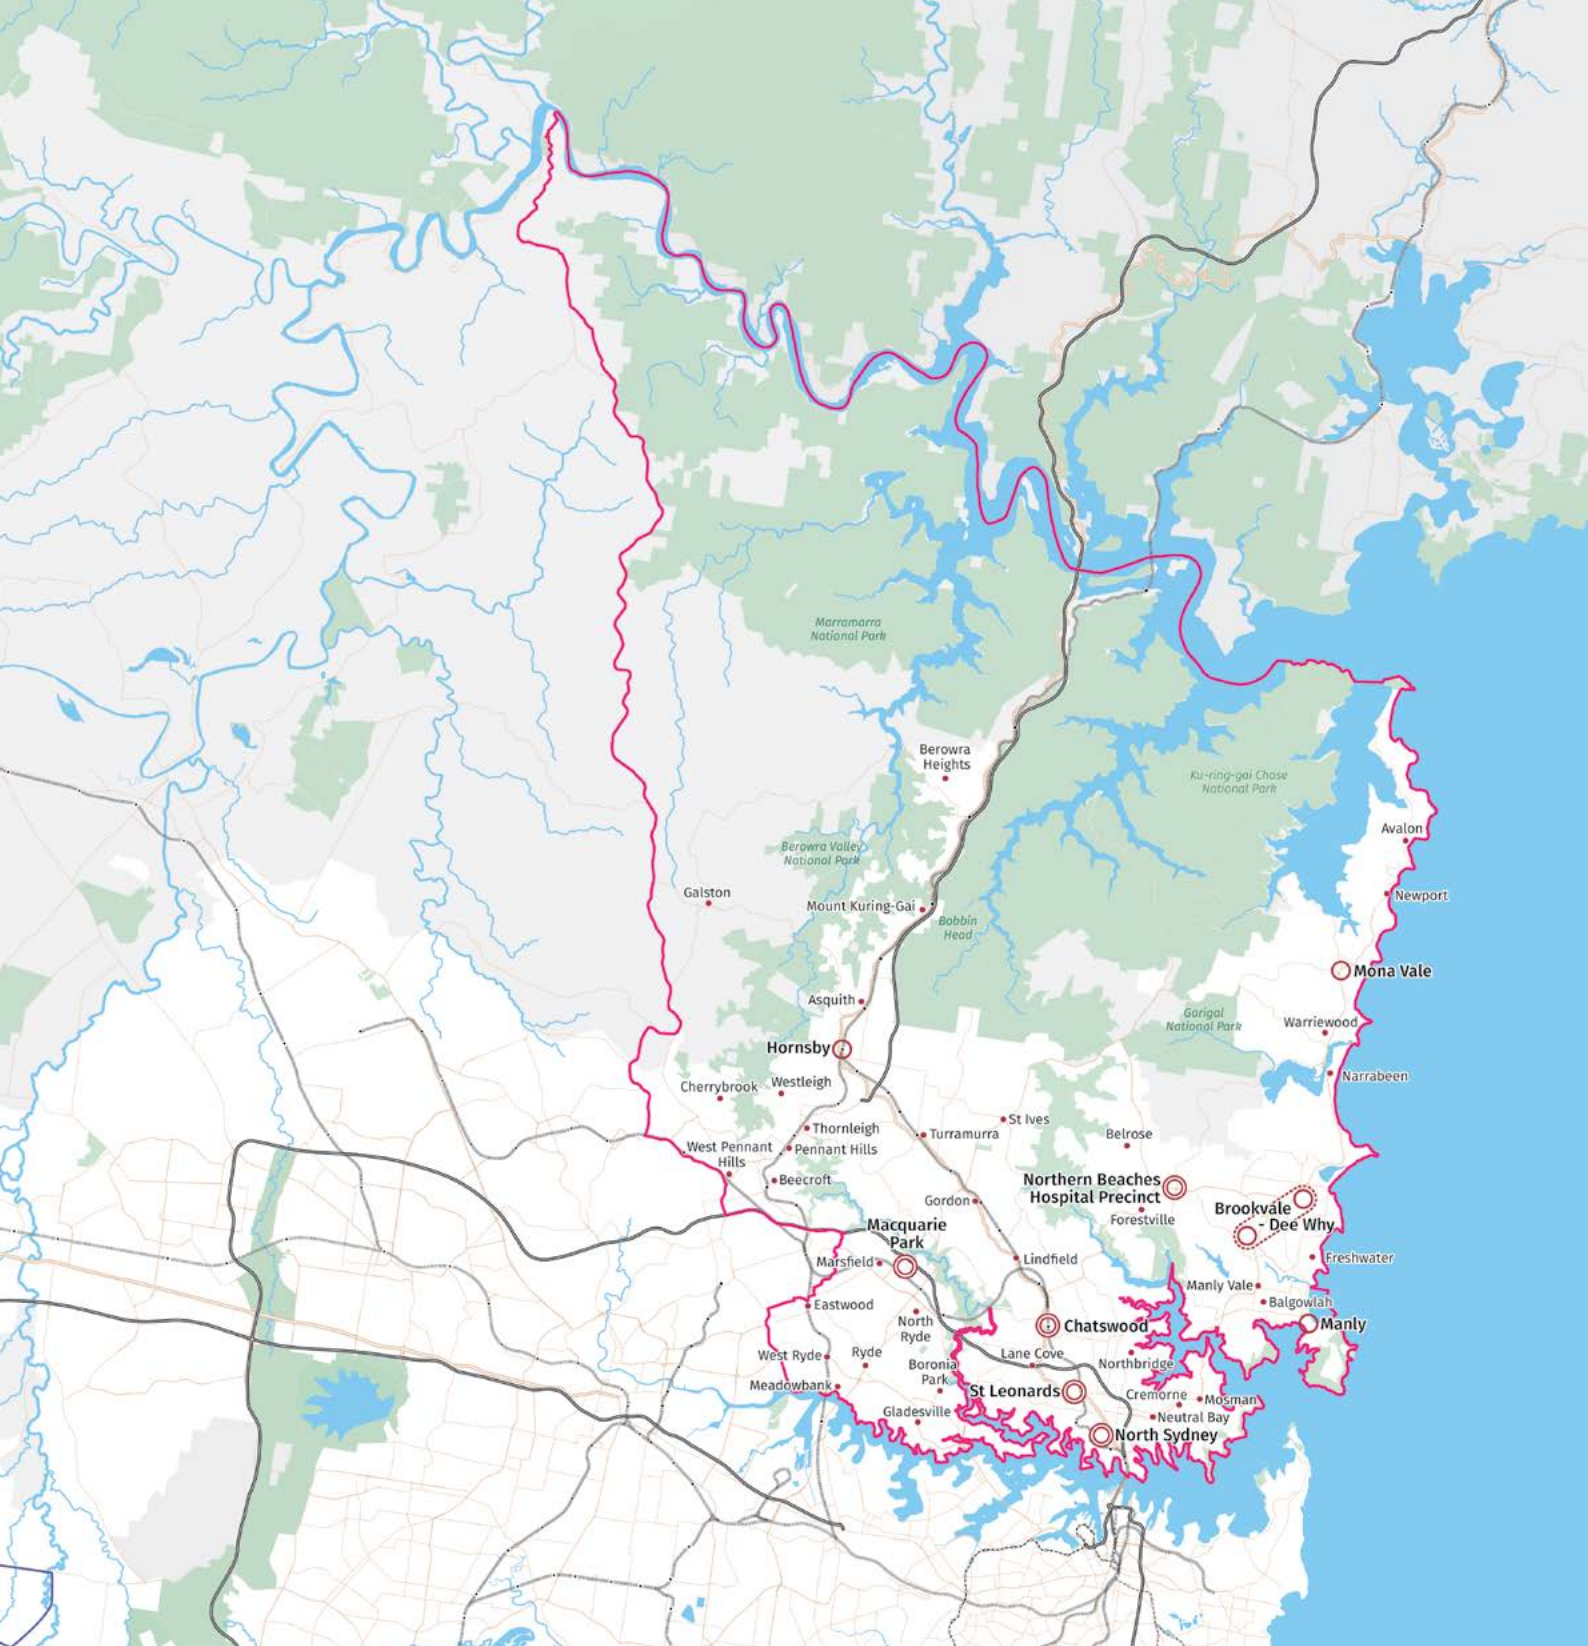 Marramarra
National Park
Berowra
Heights
Ku-ring-gai Chase
National Park
Avalon
Berowra Valley
National Park
Galston
Newport
Mount Kuring-Gai
Bobbin
Head
Mona Vale
Asquith
Garigal
National Park
Warriewood
Hornsby
Narrabeen
Cherrybrook
Westleigh
St Ives
Thornleigh
Turramurra
Belrose
West Pennant
Hills
Pennant Hills
Beecroft
Northern Beaches
Hospital Precinct
Gordon
Brookvale
- Dee Why
Forestville
Macquarie
Park
Marsfield
Lindfield
Freshwater
Manly Vale
Balgowlah
Eastwood
North
Ryde
Chatswood
Manly
West Ryde
Ryde
Lane Cove
Northbridge
Boronia
Park
Meadowbank
St Leonards
Cremorne
Mosman
Gladesville
Neutral Bay
North Sydney